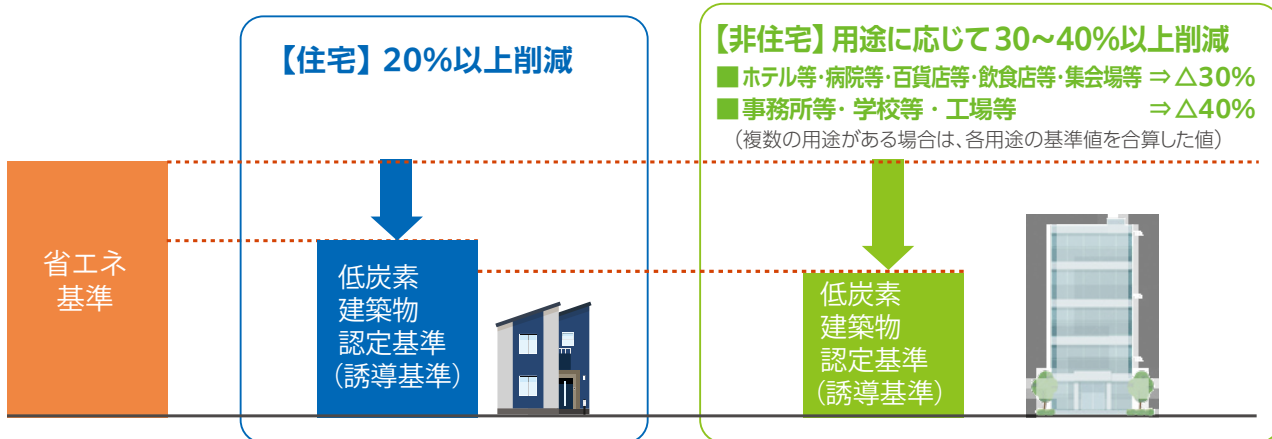 【住宅】20%以上削減
【非住宅】用途に応じて30～40%以上削減
■ホテル等・病院等・百貨店等・飲食店等・集会場等 ⇒△30%
■事務所等・学校等・工場等 ⇒△40%
（複数の用途がある場合は、各用途の基準値を合算した値）
省エネ
基準
低炭素
建築物
認定基準
（誘導基準）
低炭素
建築物
認定基準
（誘導基準）